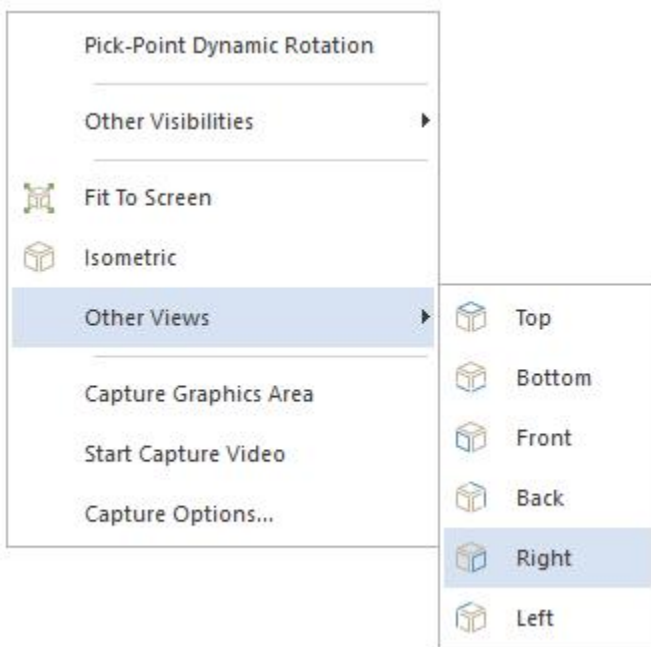 Pick-Point Dynamic Rotation
Other Visibilities
Fit To Screen
Isometric
Other Views
Capture Graphics Area
Start Capture Video
Capture Options...
Top
Bottom
Front
Back
Right
Left